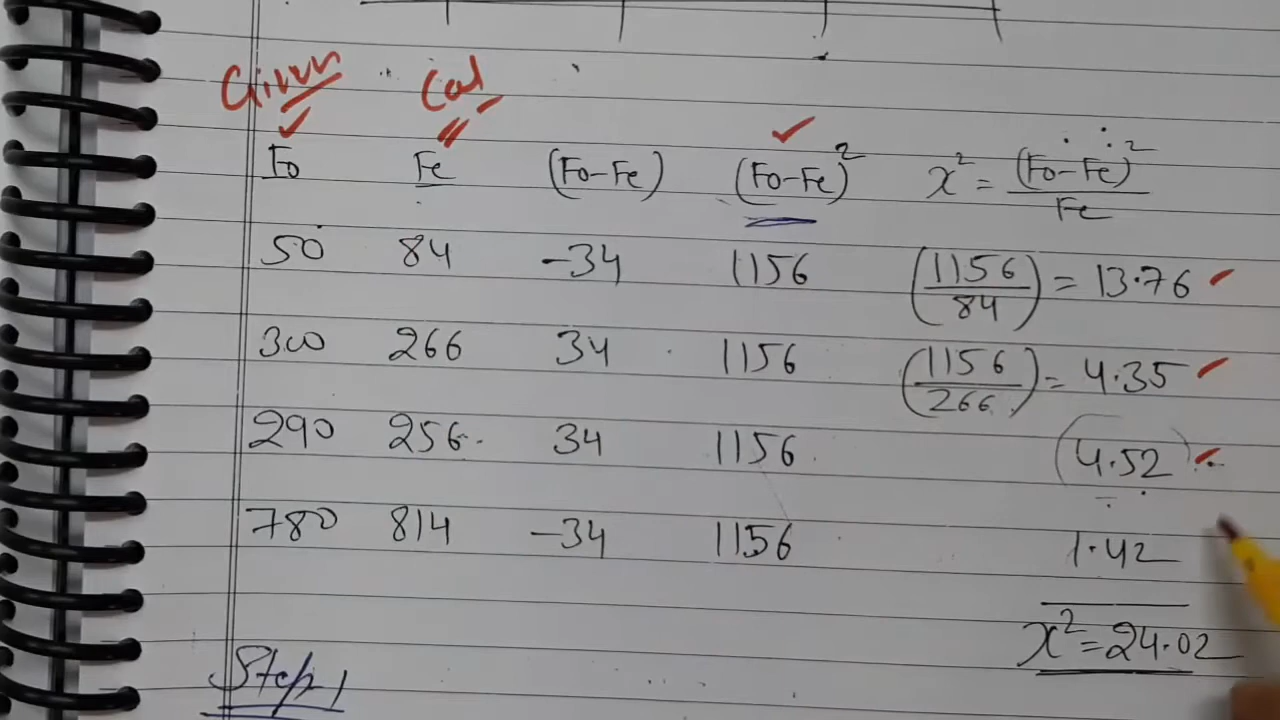 Given Cal
Fo Fe (Fo-Fe) (Fo-Fe)² x² = (Fo-Fe)²/Fe
50 84 -34 1156 (1156/84) = 13.76
300 266 34 1156 (1156/266) = 4.35
290 256 34 1156 (4.52)
780 814 -34 1156 1.42
x² = 24.02
Step 1